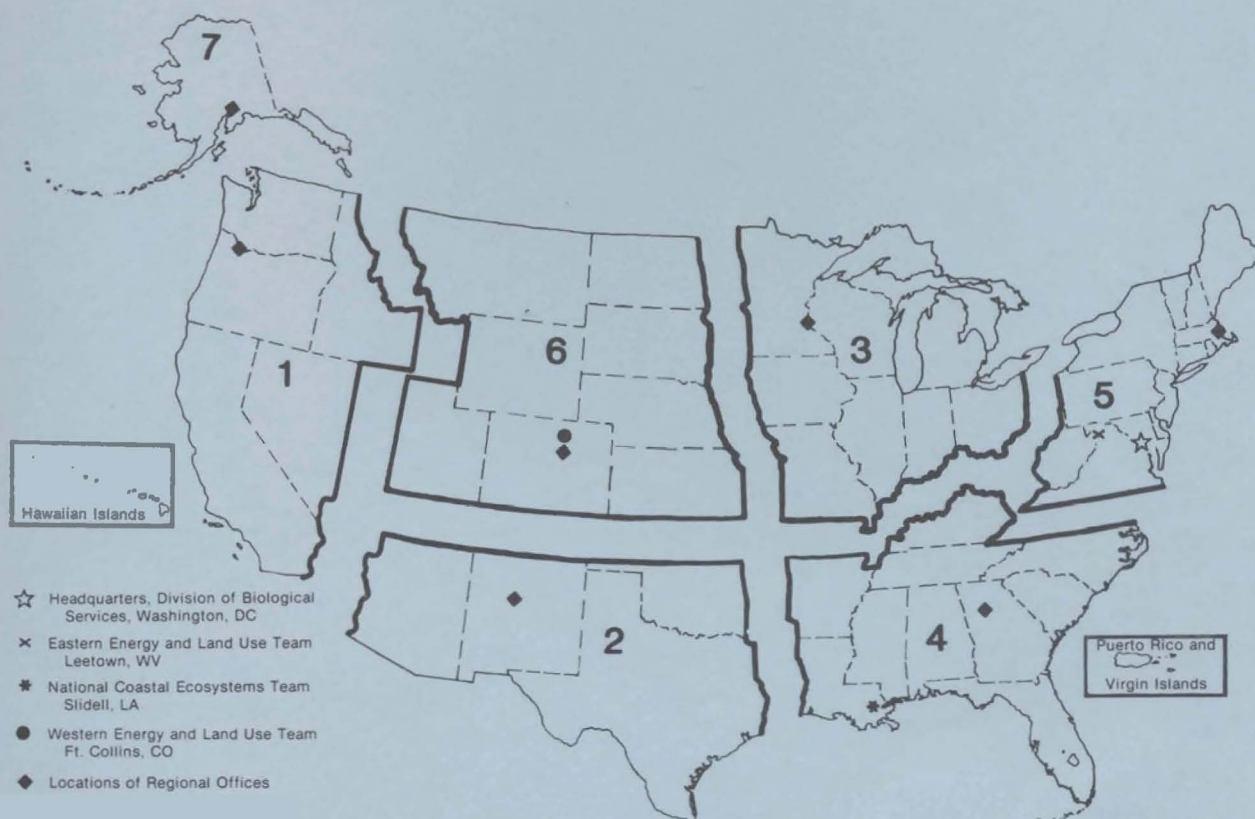 7
6
3
1
5
Hawaiian Islands
☆ Headquarters, Division of Biological
Services, Washington, DC
× Eastern Energy and Land Use Team
Leetown, WV
* National Coastal Ecosystems Team
Slidell, LA
● Western Energy and Land Use Team
Ft. Collins, CO
◆ Locations of Regional Offices
2
4
Puerto Rico and
Virgin Islands